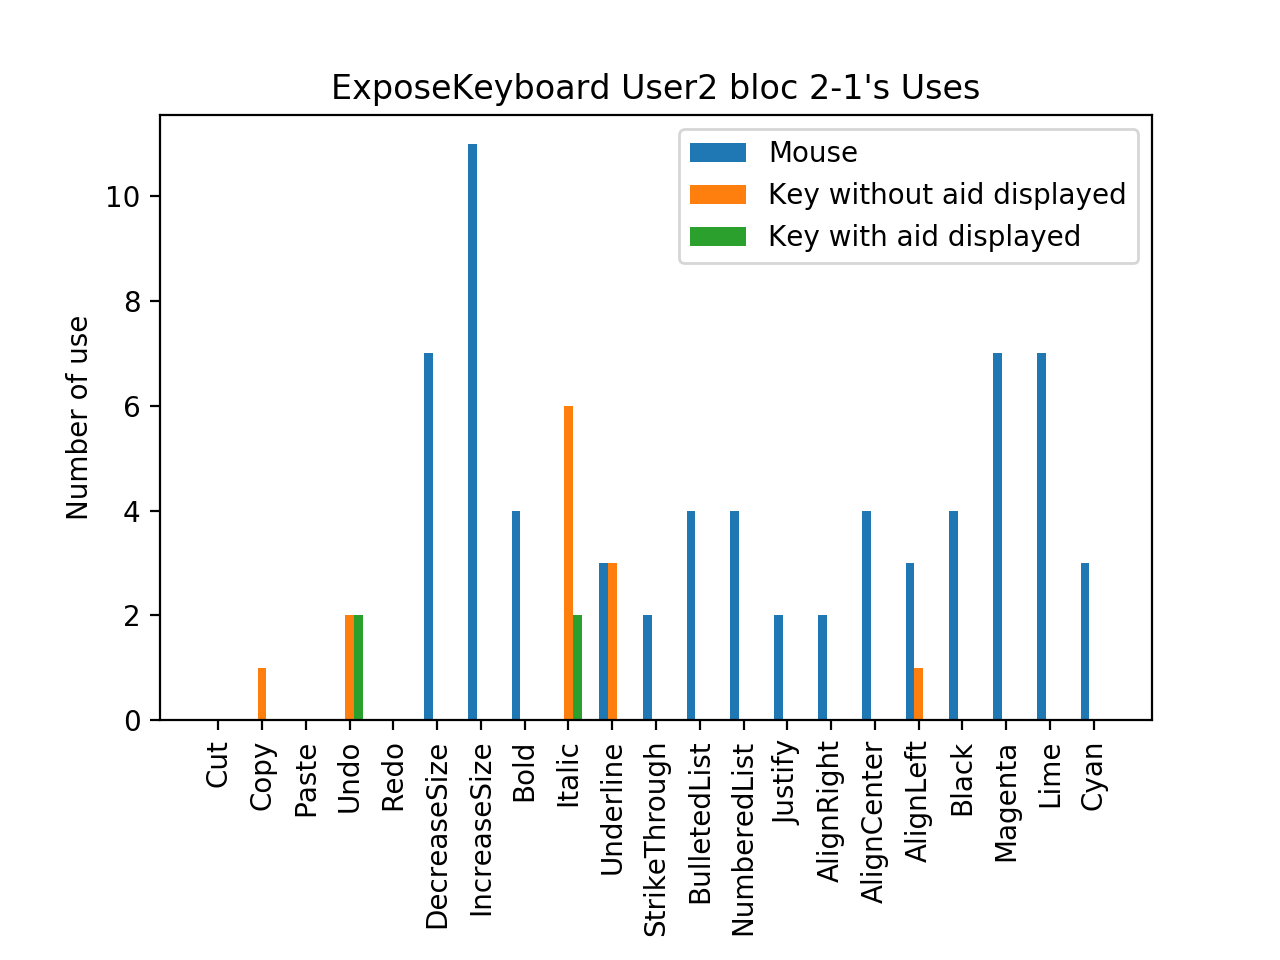 ExposeKeyboard User2 bloc 2-1's Uses
Mouse
Key without aid displayed
Key with aid displayed
Number of use
10
8
6
4
2
0
Cut
Copy
Paste
Undo
Redo
DecreaseSize
IncreaseSize
Bold
Italic
Underline
StrikeThrough
BulletedList
NumberedList
Justify
AlignRight
AlignCenter
AlignLeft
Black
Magenta
Lime
Cyan